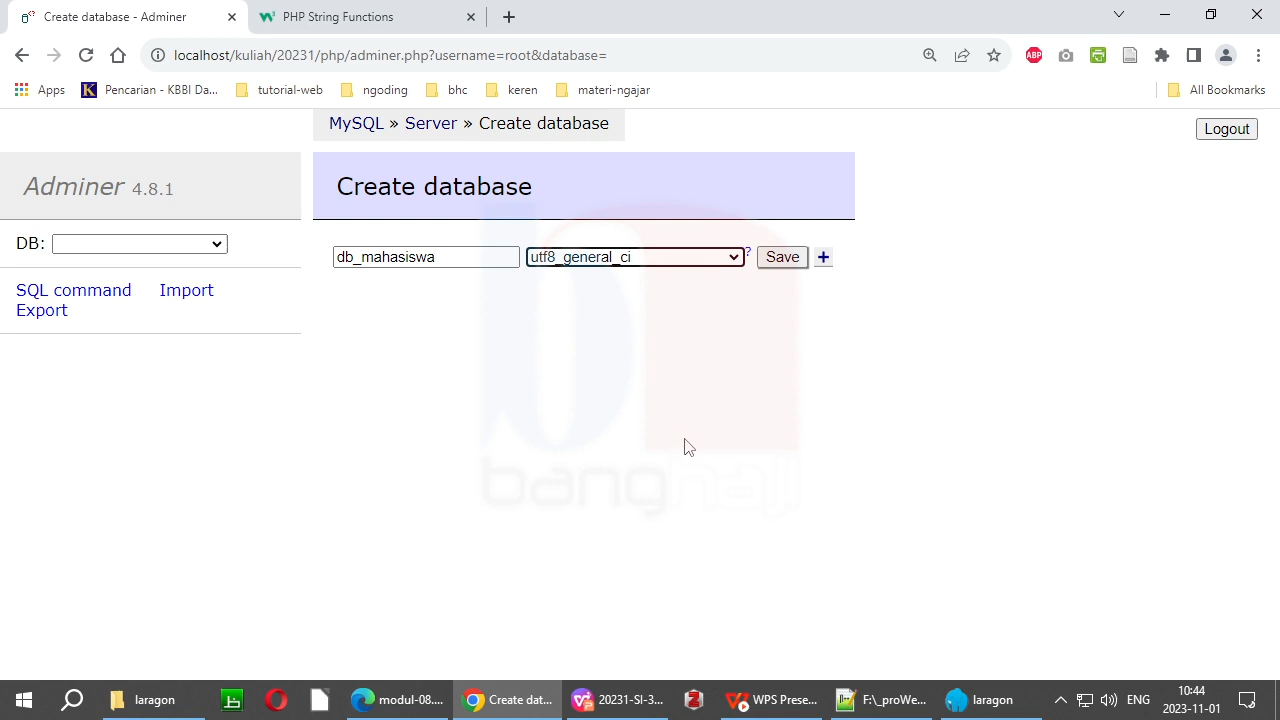 Create database - Adminer
PHP String Functions
localhost/kuliah/20231/php/adminer.php?username=root&database=
ABP
Apps
K Pencarian - KBBI Da...
tutorial-web
ngoding
bhc
keren
materi-ngajar
All Bookmarks
MySQL » Server » Create database
Logout
Adminer 4.8.1
Create database
DB:
db_mahasiswa
utf8_general_ci
?
Save
+
SQL command
Import
Export
banghaji
laragon
modul-08....
Create dat...
20231-SI-3...
WPS Prese...
F:\_proWe...
laragon
ENG
10:44
2023-11-01